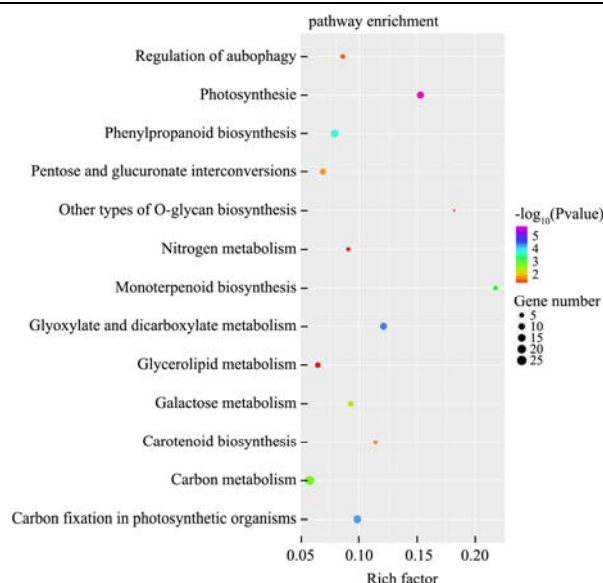 pathway enrichment
Regulation of aubophagy
Photosynthesie
Phenylpropanoid biosynthesis
Pentose and glucuronate interconversions
Other types of O-glycan biosynthesis
Nitrogen metabolism
Monoterpenoid biosynthesis
Glyoxylate and dicarboxylate metabolism
Glycerolipid metabolism
Galactose metabolism
Carotenoid biosynthesis
Carbon metabolism
Carbon fixation in photosynthetic organisms
0.05 0.10 0.15 0.20
Rich factor
-log10(Pvalue)
5
4
3
2
Gene number
5
10
15
20
25